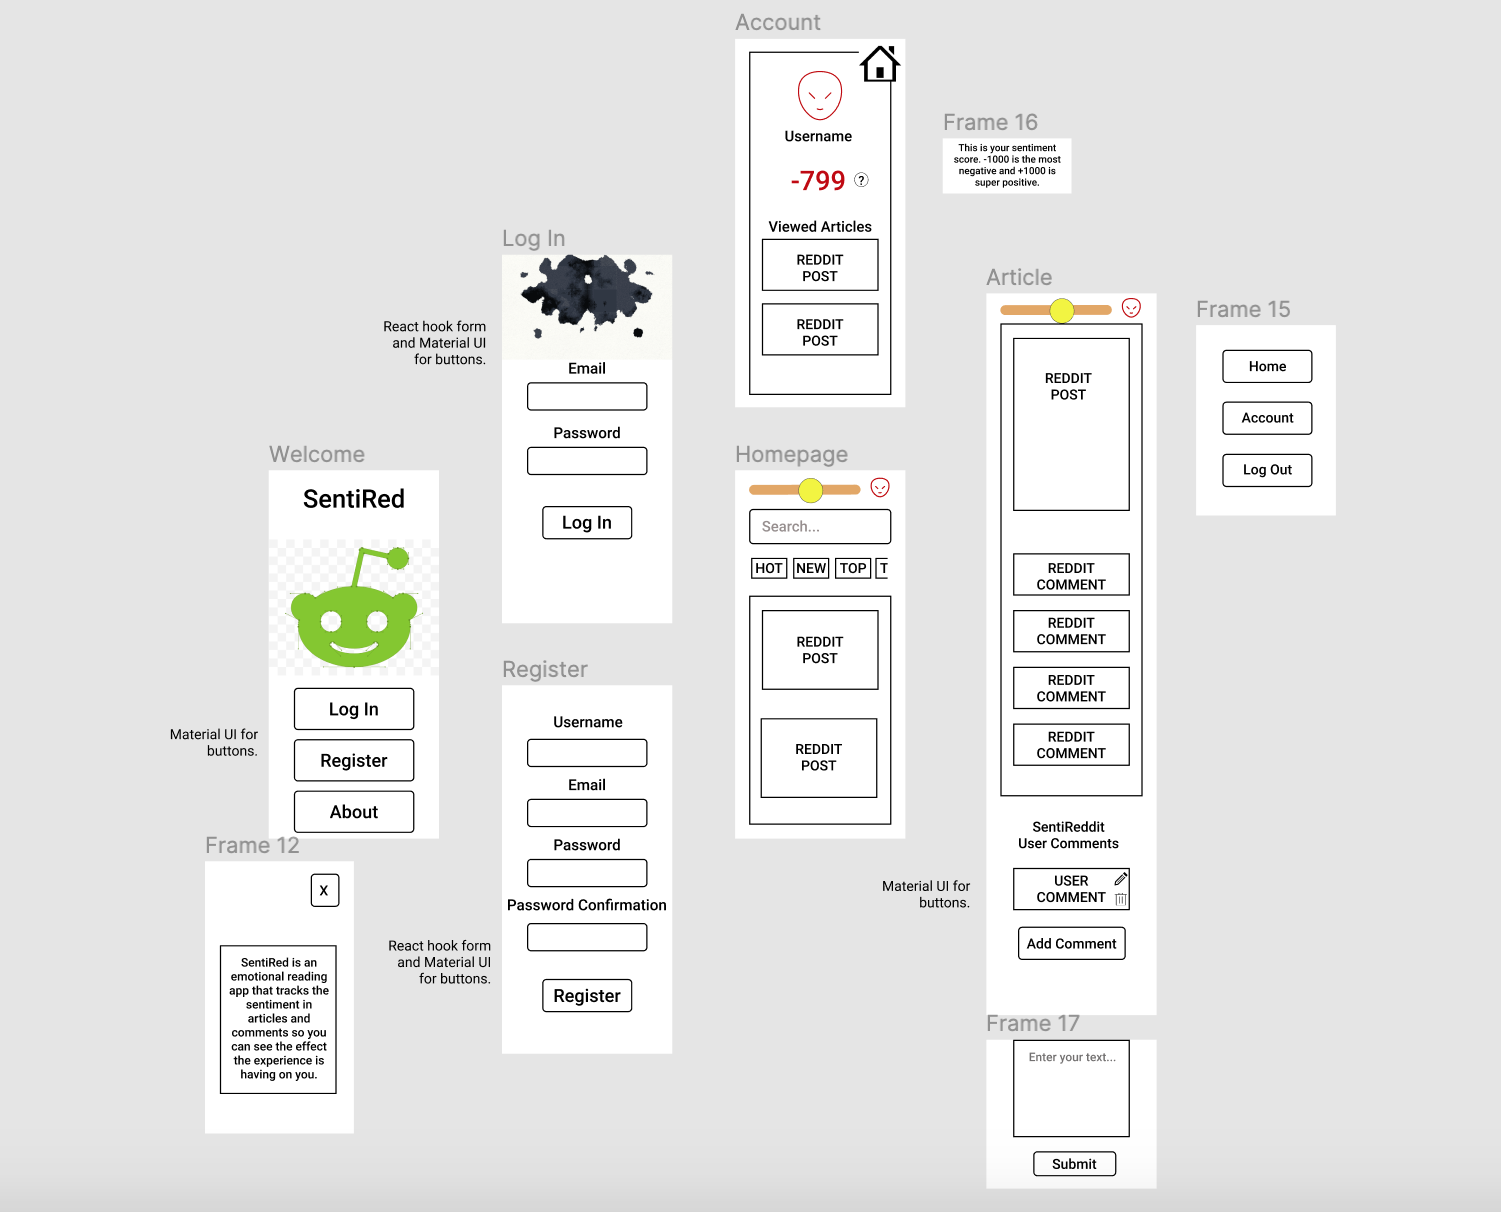 Account
Username
-799
?
Viewed Articles
REDDIT
POST
REDDIT
POST
Frame 16
This is your sentiment
score. -1000 is the most
negative and +1000 is
super positive.
Log In
React hook form
and Material UI
for buttons.
Email
Password
Log In
Article
REDDIT
POST
REDDIT
COMMENT
REDDIT
COMMENT
REDDIT
COMMENT
REDDIT
COMMENT
SentiReddit
User Comments
Material UI for
buttons.
USER
COMMENT
Add Comment
Frame 15
Home
Account
Log Out
Welcome
SentiRed
Material UI for
buttons.
Log In
Register
About
Homepage
Search...
HOT NEW TOP T
REDDIT
POST
REDDIT
POST
Register
Username
Email
Password
Password Confirmation
React hook form
and Material UI
for buttons.
Register
Frame 12
X
SentiRed is an
emotional reading
app that tracks the
sentiment in
articles and
comments so you
can see the effect
the experience is
having on you.
Frame 17
Enter your text...
Submit